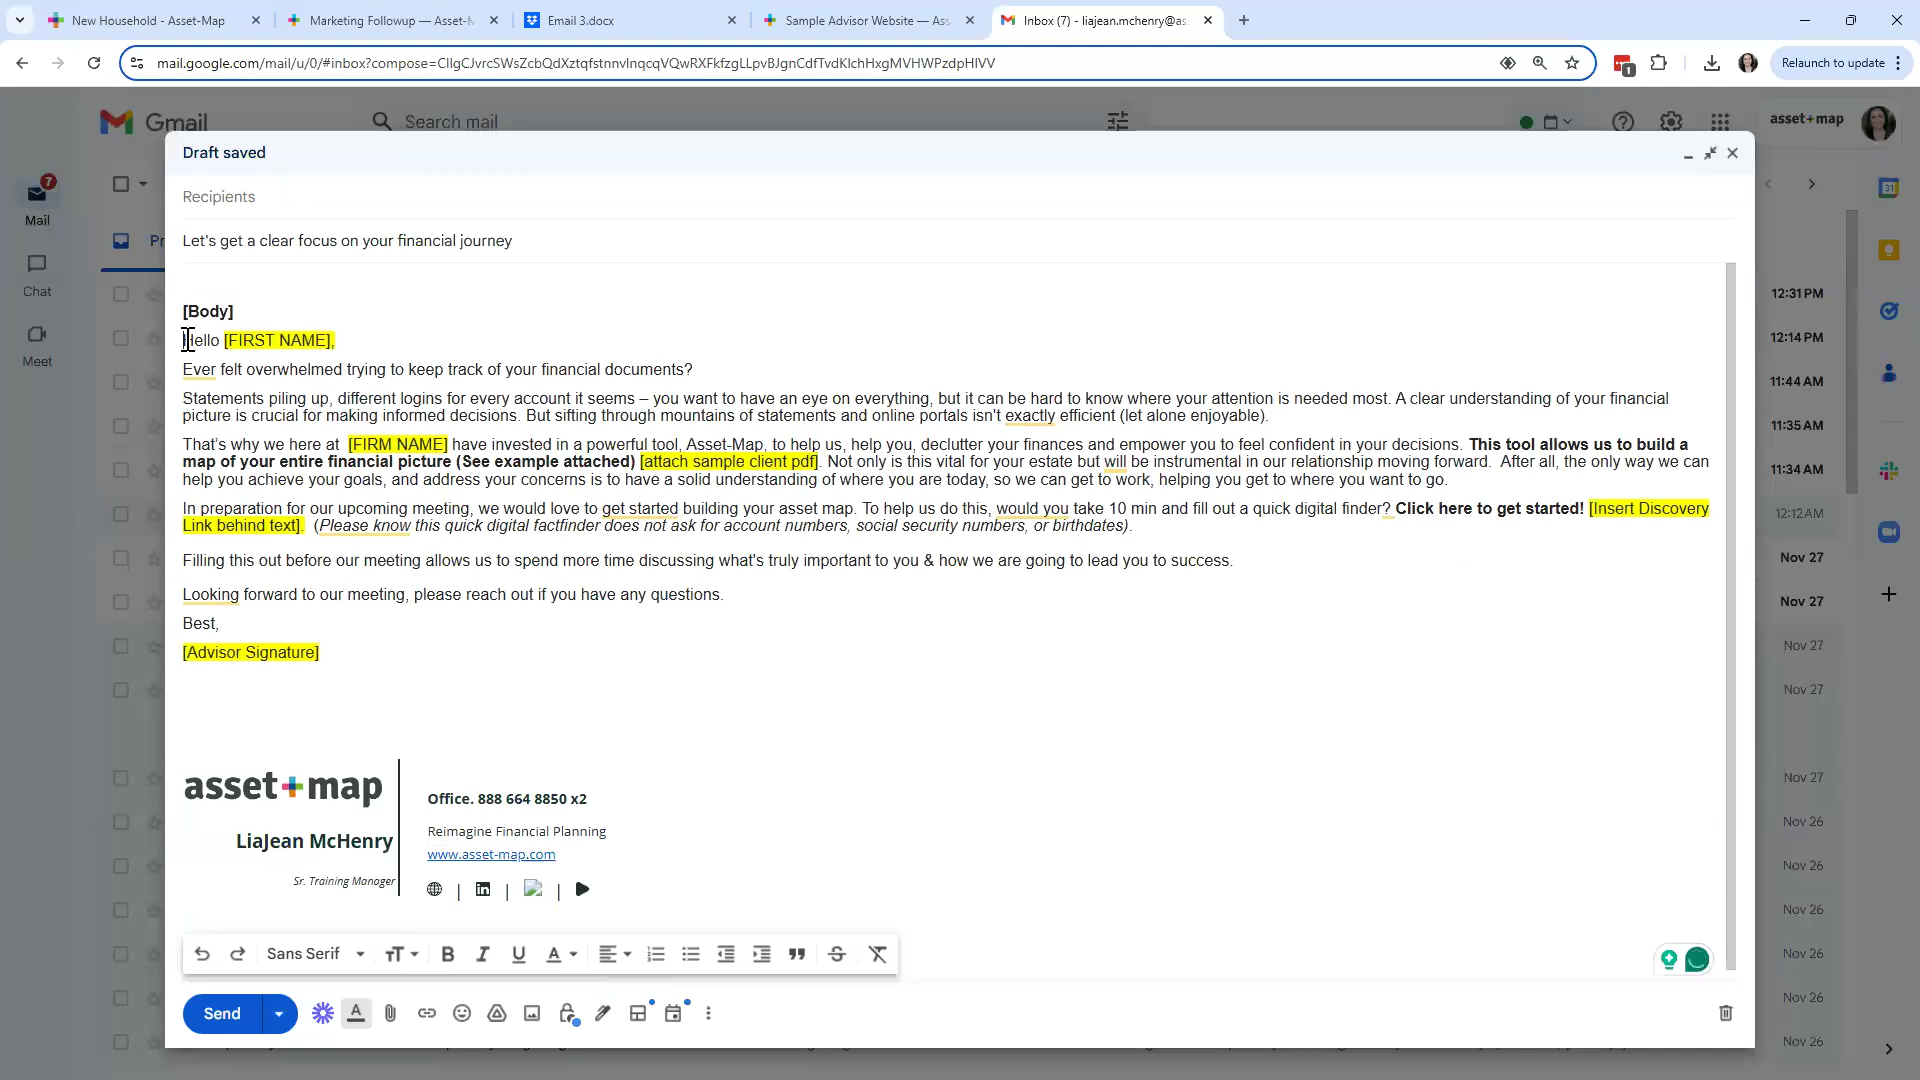 New Household - Asset-Map
Marketing Followup — Asset-M
Email 3.docx
Sample Advisor Website — Ass
Inbox (7) - liajean.mchenry@as
mail.google.com/mail/u/0/#inbox?compose=CllgCJvrcSWsZcbQdXztqfstnnvlnqcqVQwRXFkfzgLLpvBJgnCdfTvdKlchHxgMVHWPzdpHlVV
1
Relaunch to update
Gmail
Search mail
asset+map
7
Mail
Chat
Meet
Pr
Draft saved
Recipients
Let's get a clear focus on your financial journey
[Body]
Hello [FIRST NAME],
Ever felt overwhelmed trying to keep track of your financial documents?
Statements piling up, different logins for every account it seems – you want to have an eye on everything, but it can be hard to know where your attention is needed most. A clear understanding of your financial
picture is crucial for making informed decisions. But sifting through mountains of statements and online portals isn't exactly efficient (let alone enjoyable).
That's why we here at [FIRM NAME] have invested in a powerful tool, Asset-Map, to help us, help you, declutter your finances and empower you to feel confident in your decisions. This tool allows us to build a
map of your entire financial picture (See example attached) [attach sample client pdf]. Not only is this vital for your estate but will be instrumental in our relationship moving forward. After all, the only way we can
help you achieve your goals, and address your concerns is to have a solid understanding of where you are today, so we can get to work, helping you get to where you want to go.
In preparation for our upcoming meeting, we would love to get started building your asset map. To help us do this, would you take 10 min and fill out a quick digital finder? Click here to get started! [Insert Discovery
Link behind text]. (Please know this quick digital factfinder does not ask for account numbers, social security numbers, or birthdates).
Filling this out before our meeting allows us to spend more time discussing what's truly important to you & how we are going to lead you to success.
Looking forward to our meeting, please reach out if you have any questions.
Best,
[Advisor Signature]
asset+map
LiaJean McHenry
Sr. Training Manager
Office. 888 664 8850 x2
Reimagine Financial Planning
www.asset-map.com
| | |
Sans Serif
Send
12:31 PM
12:14 PM
11:44 AM
11:35 AM
11:34 AM
12:12 AM
Nov 27
Nov 27
Nov 27
Nov 27
Nov 27
Nov 26
Nov 26
Nov 26
Nov 26
Nov 26
Nov 26
31